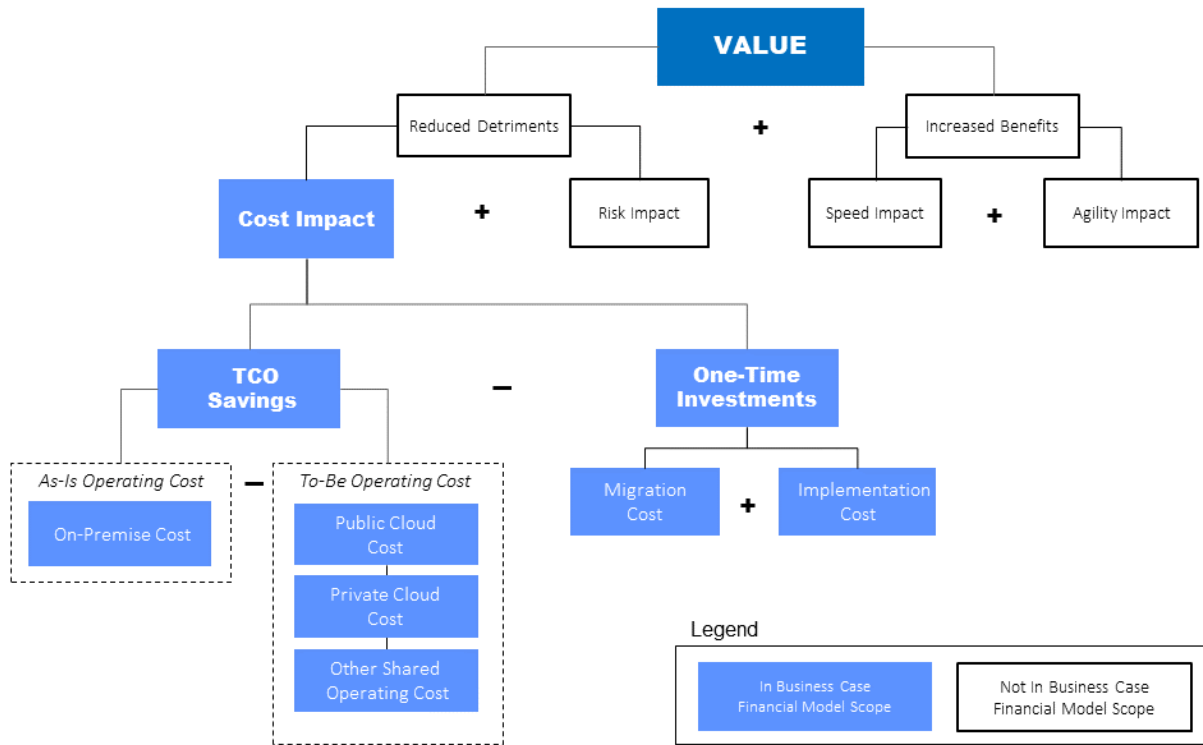 VALUE
Reduced Detriments
+
Increased Benefits
Cost Impact
+
Risk Impact
Speed Impact
+
Agility Impact
TCO
Savings
–
One-Time
Investments
As-Is Operating Cost
–
To-Be Operating Cost
On-Premise Cost
Public Cloud
Cost
Private Cloud
Cost
Other Shared
Operating Cost
Migration
Cost
+
Implementation
Cost
Legend
In Business Case
Financial Model Scope
Not In Business Case
Financial Model Scope